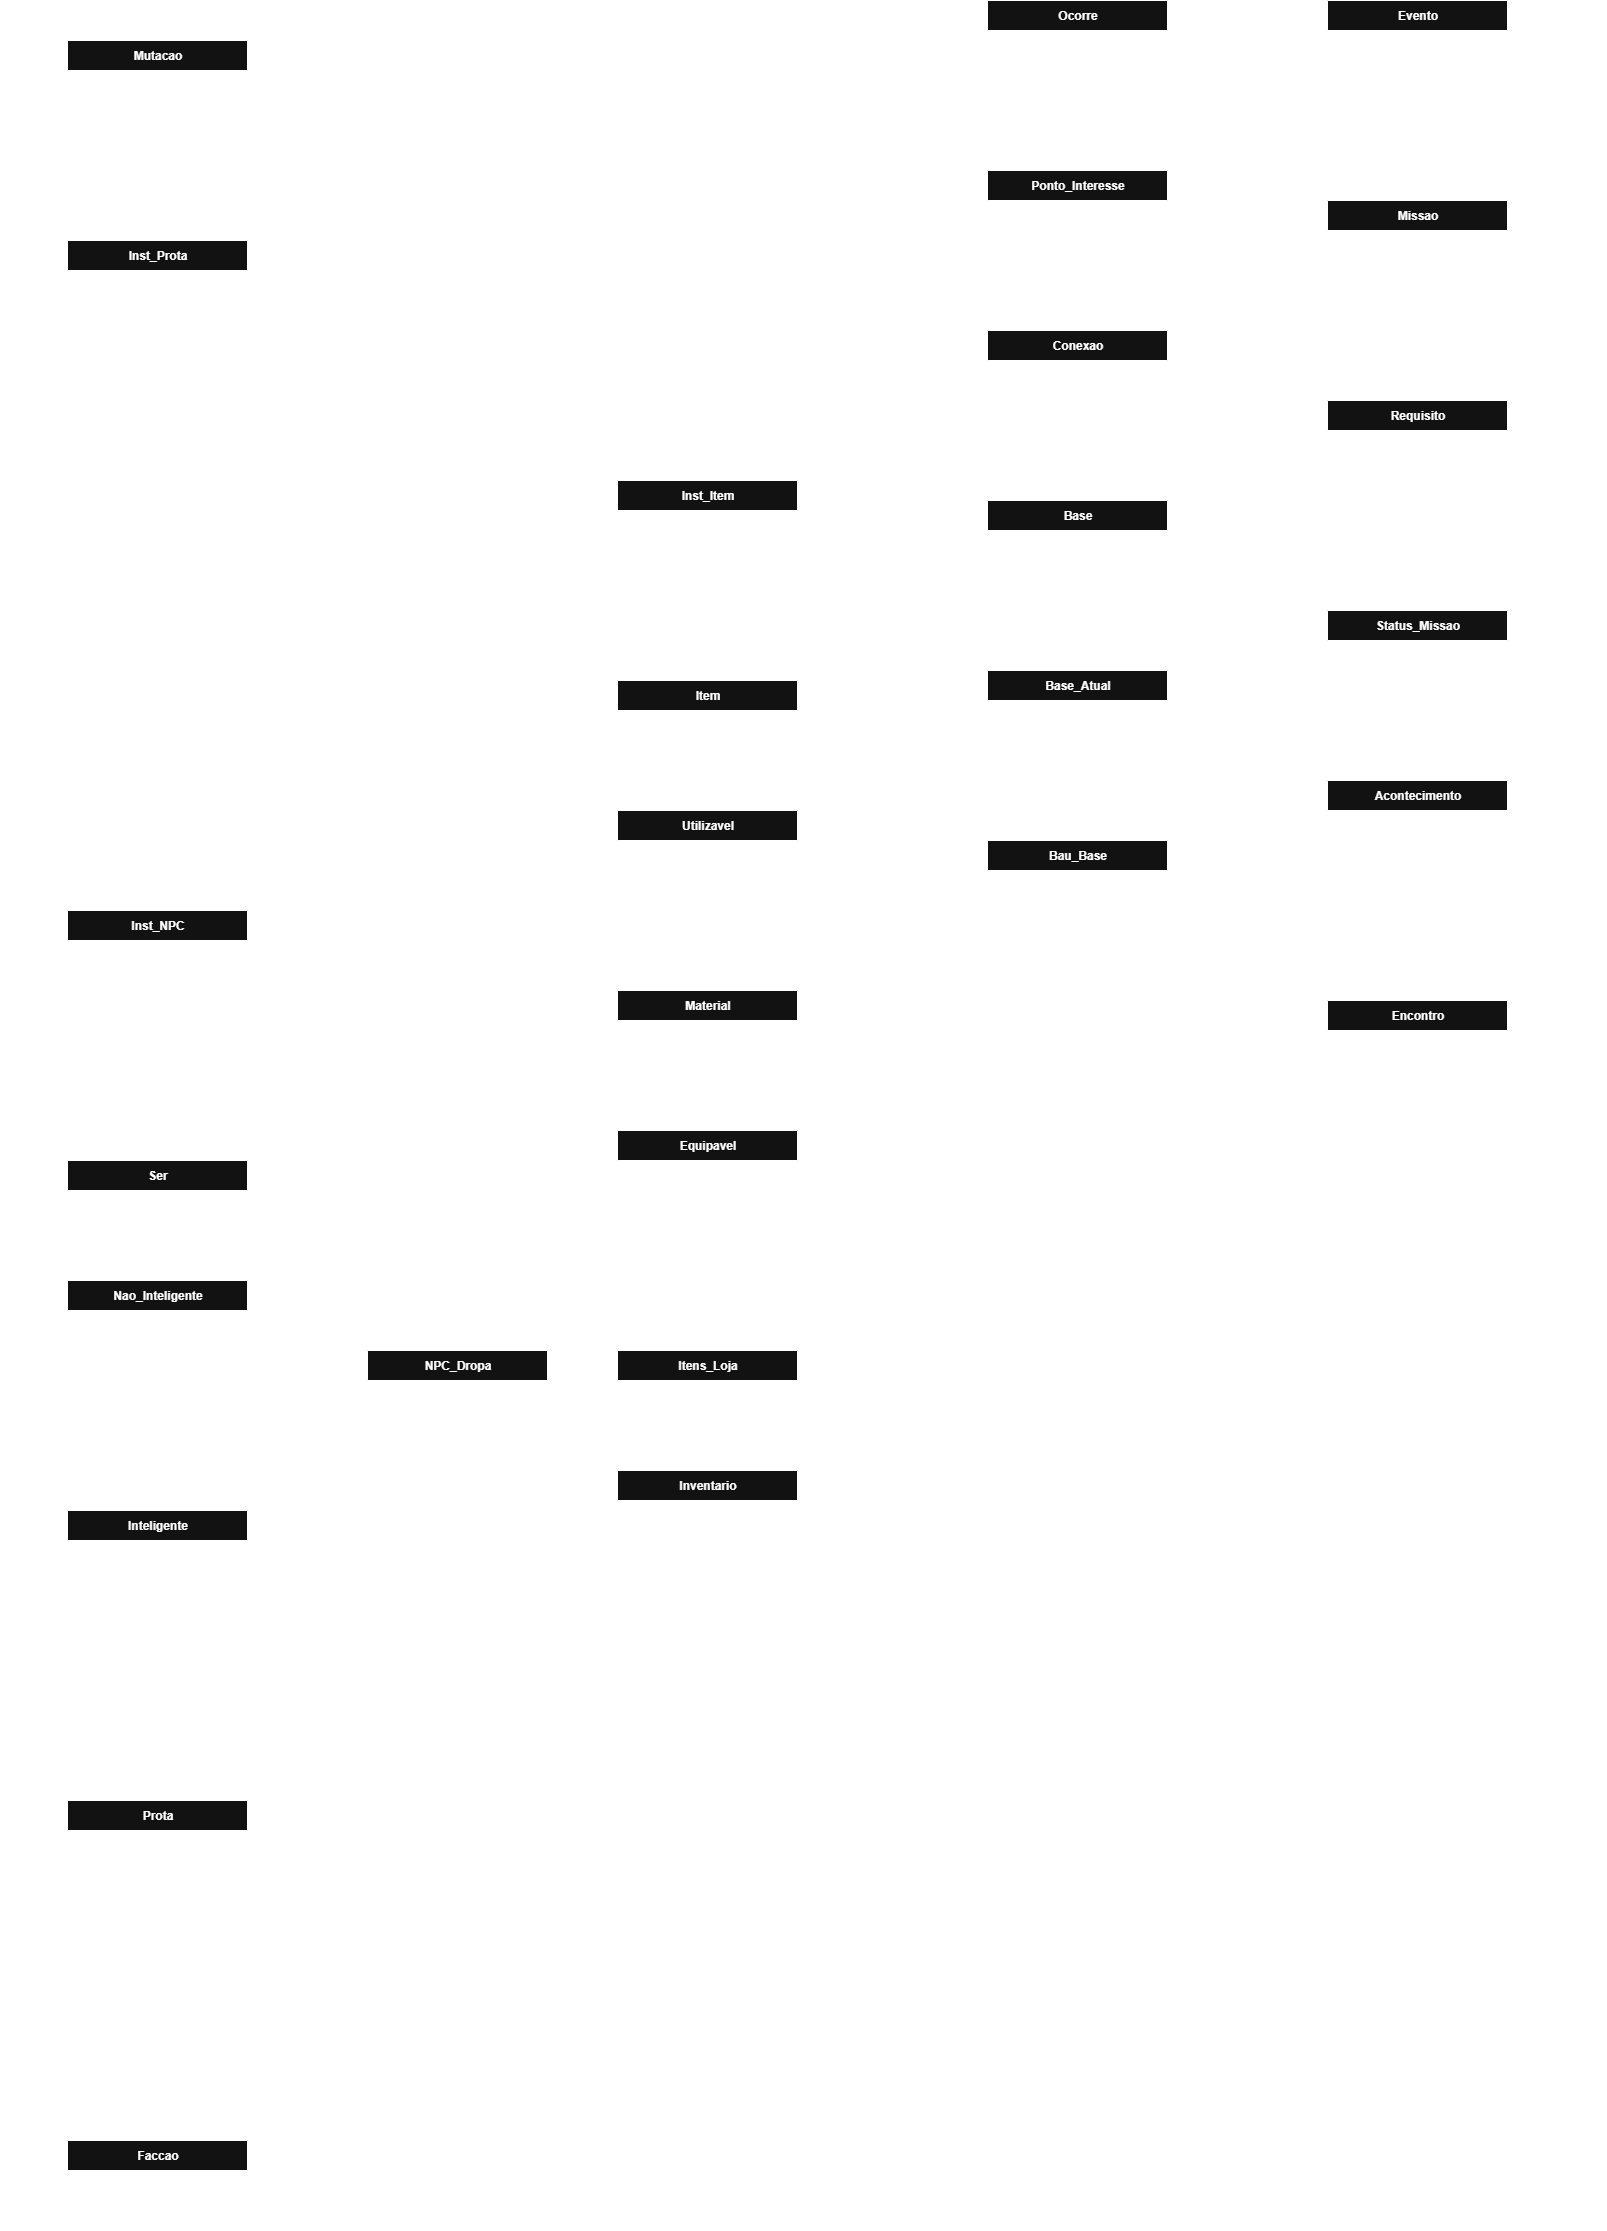 Ocorre
Evento
Mutacao
Ponto_Interesse
Missao
Inst_Prota
Conexao
Requisito
Inst_Item
Base
Status_Missao
Base_Atual
Item
Acontecimento
Utilizavel
Bau_Base
Inst_NPC
Material
Encontro
Equipavel
Ser
Nao_Inteligente
NPC_Dropa
Itens_Loja
Inventario
Inteligente
Prota
Faccao